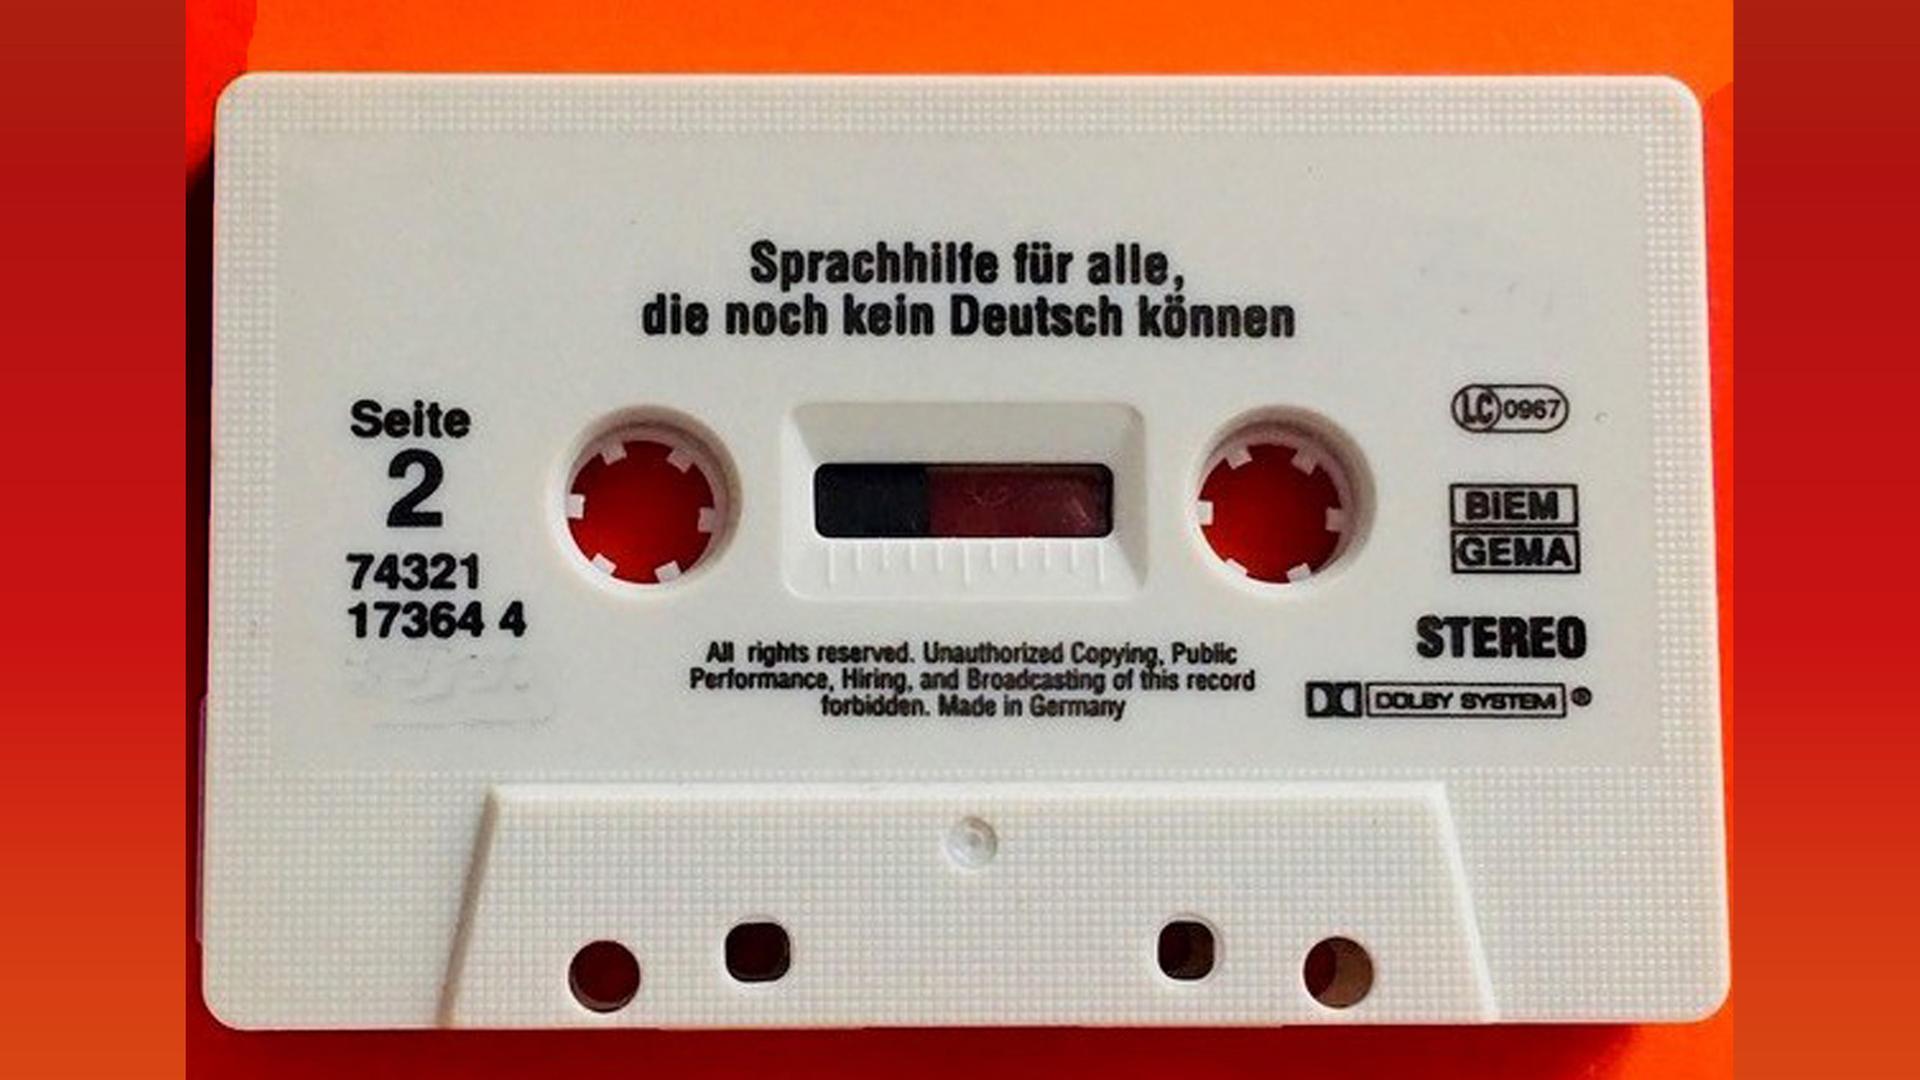 Sprachhilfe für alle,
die noch kein Deutsch können
Seite
2
74321
17364 4
LC 0967
BIEM
GEMA
STEREO
DOLBY SYSTEM ®
All rights reserved. Unauthorized Copying, Public
Performance, Hiring, and Broadcasting of this record
forbidden. Made in Germany